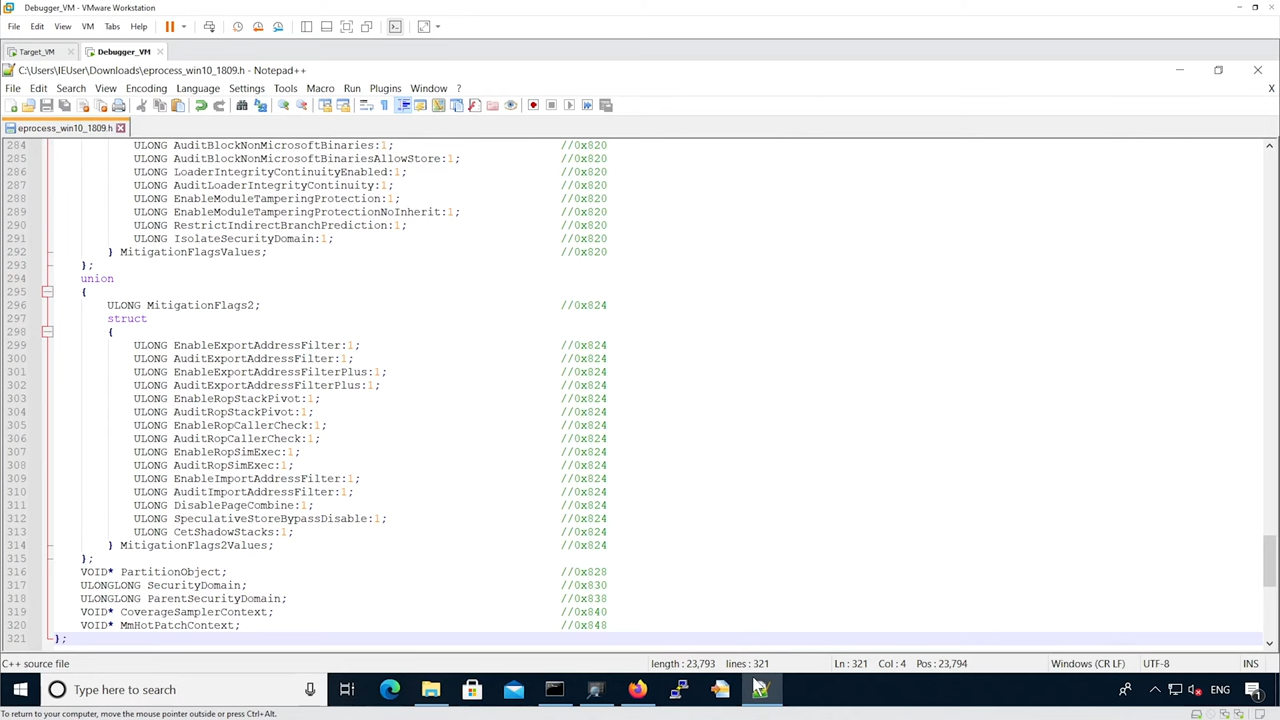 Debugger_VM - VMware Workstation
File Edit View VM Tabs Help
Target_VM Debugger_VM
C:\Users\IEUser\Downloads\eprocess_win10_1809.h - Notepad++
File Edit Search View Encoding Language Settings Tools Macro Run Plugins Window ? X
eprocess_win10_1809.h
284 ULONG AuditBlockNonMicrosoftBinaries:1; //0x820
285 ULONG AuditBlockNonMicrosoftBinariesAllowStore:1; //0x820
286 ULONG LoaderIntegrityContinuityEnabled:1; //0x820
287 ULONG AuditLoaderIntegrityContinuity:1; //0x820
288 ULONG EnableModuleTamperingProtection:1; //0x820
289 ULONG EnableModuleTamperingProtectionNoInherit:1; //0x820
290 ULONG RestrictIndirectBranchPrediction:1; //0x820
291 ULONG IsolateSecurityDomain:1; //0x820
292 } MitigationFlagsValues; //0x820
293 };
294 union
295 {
296 ULONG MitigationFlags2; //0x824
297 struct
298 {
299 ULONG EnableExportAddressFilter:1; //0x824
300 ULONG AuditExportAddressFilter:1; //0x824
301 ULONG EnableExportAddressFilterPlus:1; //0x824
302 ULONG AuditExportAddressFilterPlus:1; //0x824
303 ULONG EnableRopStackPivot:1; //0x824
304 ULONG AuditRopStackPivot:1; //0x824
305 ULONG EnableRopCallerCheck:1; //0x824
306 ULONG AuditRopCallerCheck:1; //0x824
307 ULONG EnableRopSimExec:1; //0x824
308 ULONG AuditRopSimExec:1; //0x824
309 ULONG EnableImportAddressFilter:1; //0x824
310 ULONG AuditImportAddressFilter:1; //0x824
311 ULONG DisablePageCombine:1; //0x824
312 ULONG SpeculativeStoreBypassDisable:1; //0x824
313 ULONG CetShadowStacks:1; //0x824
314 } MitigationFlags2Values; //0x824
315 };
316 VOID* PartitionObject; //0x828
317 ULONGLONG SecurityDomain; //0x830
318 ULONGLONG ParentSecurityDomain; //0x838
319 VOID* CoverageSamplerContext; //0x840
320 VOID* MmHotPatchContext; //0x848
321 };
C++ source file length : 23,793 lines : 321 Ln : 321 Col : 4 Pos : 23,794 Windows (CR LF) UTF-8 INS
Type here to search ENG 1
To return to your computer, move the mouse pointer outside or press Ctrl+Alt.